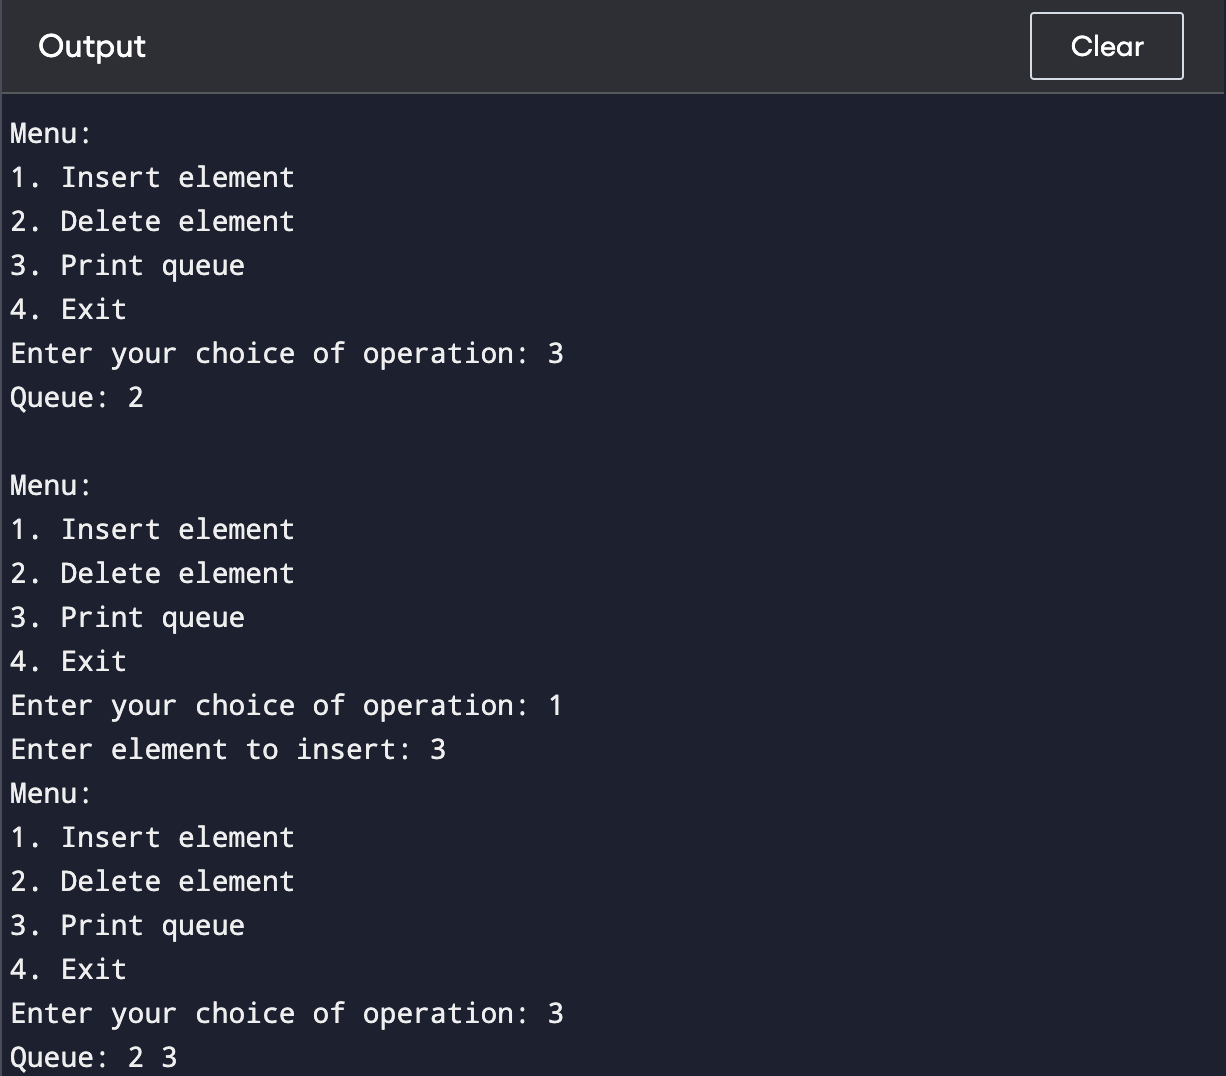 Output
Clear
Menu:
1. Insert element
2. Delete element
3. Print queue
4. Exit
Enter your choice of operation: 3
Queue: 2

Menu:
1. Insert element
2. Delete element
3. Print queue
4. Exit
Enter your choice of operation: 1
Enter element to insert: 3
Menu:
1. Insert element
2. Delete element
3. Print queue
4. Exit
Enter your choice of operation: 3
Queue: 2 3